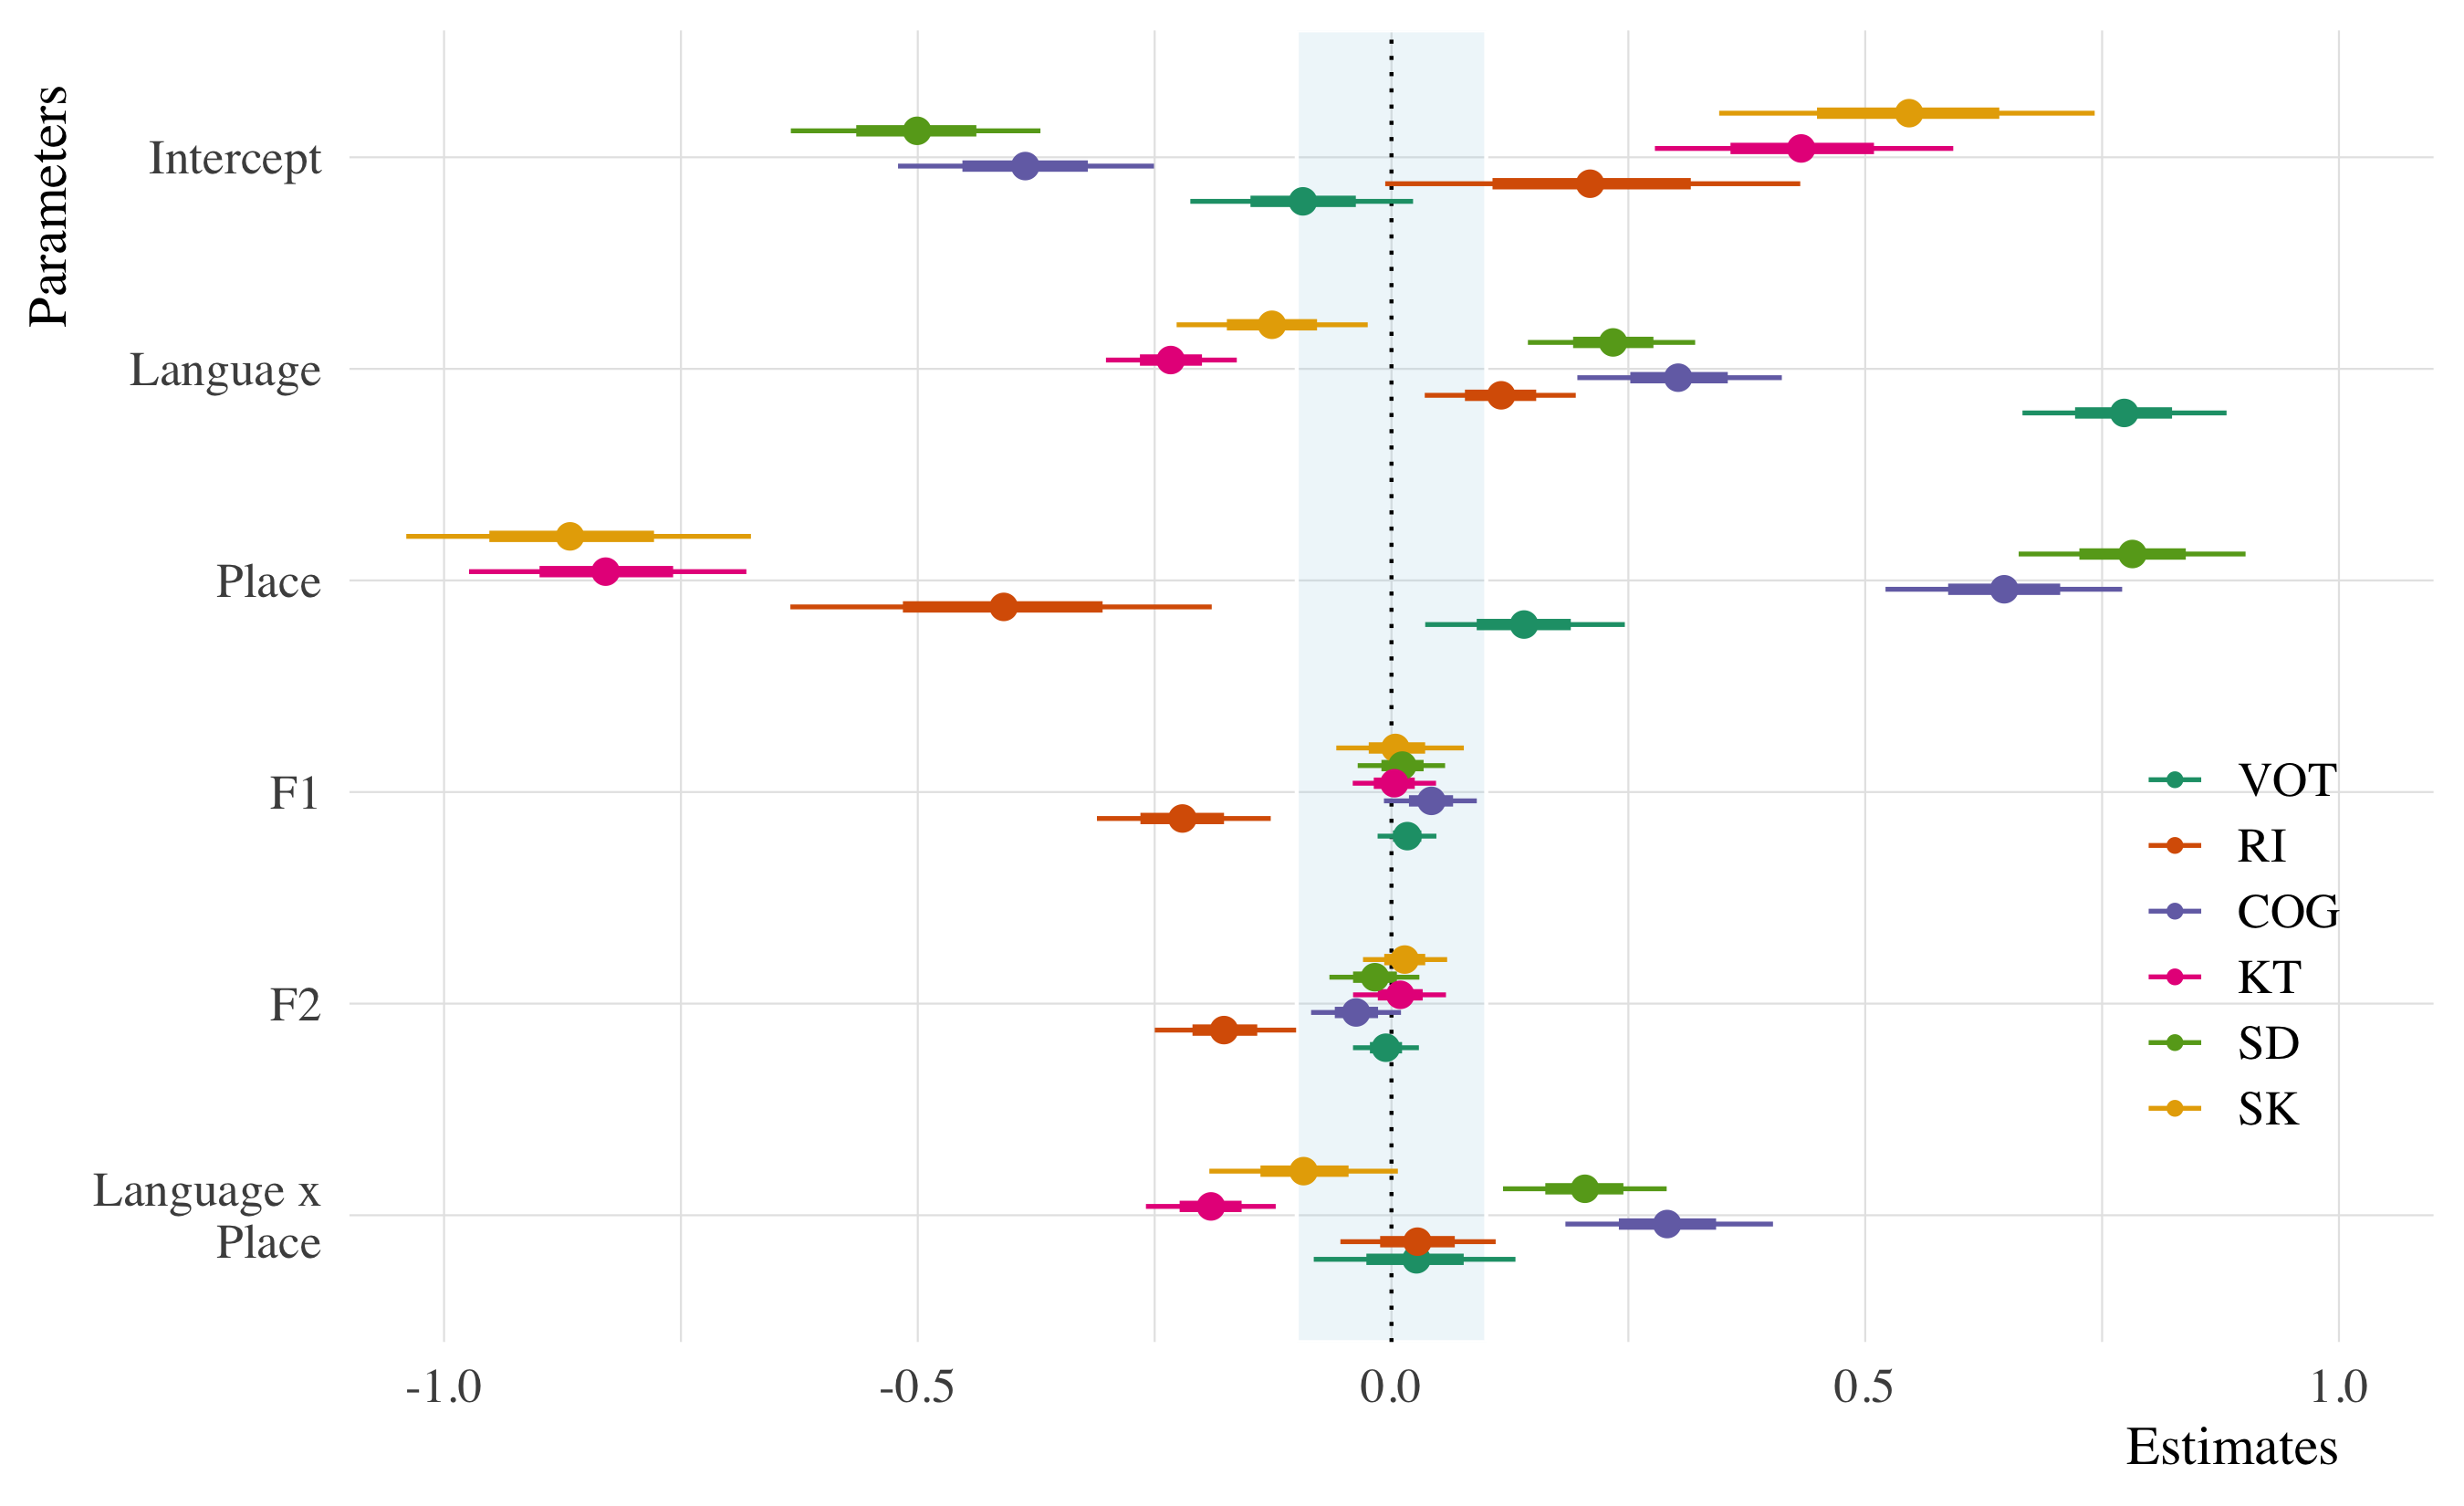 Parameters
Intercept
Language
Place
F1
F2
Language x
Place
VOT
RI
COG
KT
SD
SK
-1.0
-0.5
0.0
0.5
1.0
Estimates